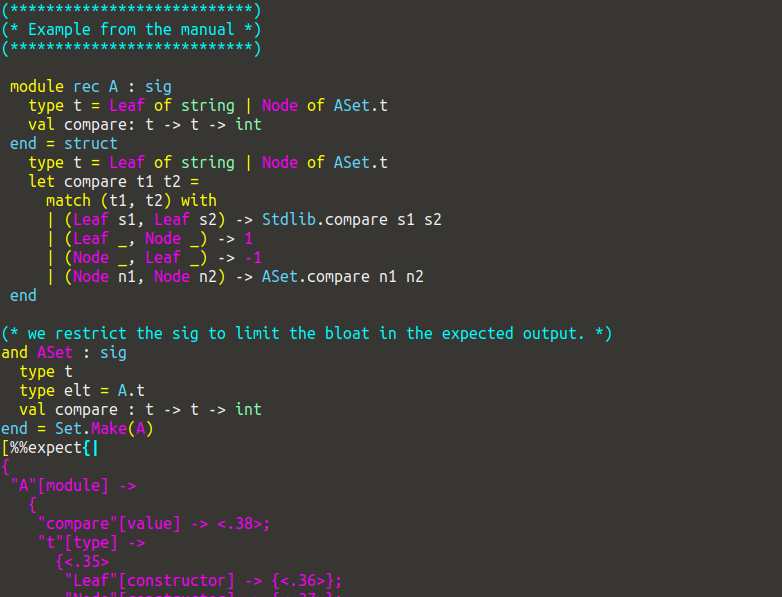 (***************************)
(* Example from the manual *)
(***************************)
module rec A : sig
type t = Leaf of string | Node of ASet.t
val compare: t -> t -> int
end = struct
type t = Leaf of string | Node of ASet.t
let compare t1 t2 =
match (t1, t2) with
| (Leaf s1, Leaf s2) -> Stdlib.compare s1 s2
| (Leaf _, Node _) -> 1
| (Node _, Leaf _) -> -1
| (Node n1, Node n2) -> ASet.compare n1 n2
end
(* we restrict the sig to limit the bloat in the expected output. *)
and ASet : sig
type t
type elt = A.t
val compare : t -> t -> int
end = Set.Make(A)
[%%expect{|
{
"A"[module] ->
{
"compare"[value] -> <.38>;
"t"[type] ->
{<.35>
"Leaf"[constructor] -> {<.36>};